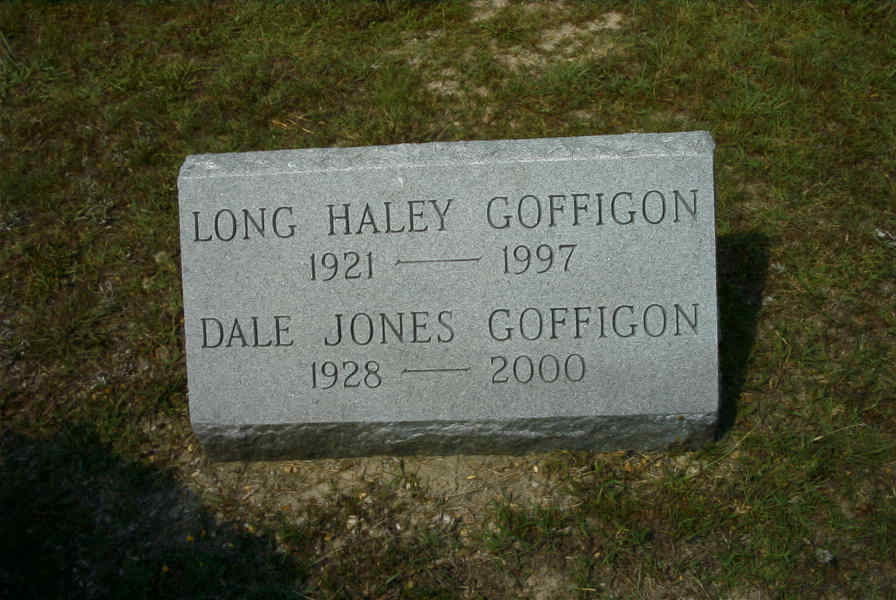 LONG HALEY GOFFIGON
1921 — 1997
DALE JONES GOFFIGON
1928 — 2000